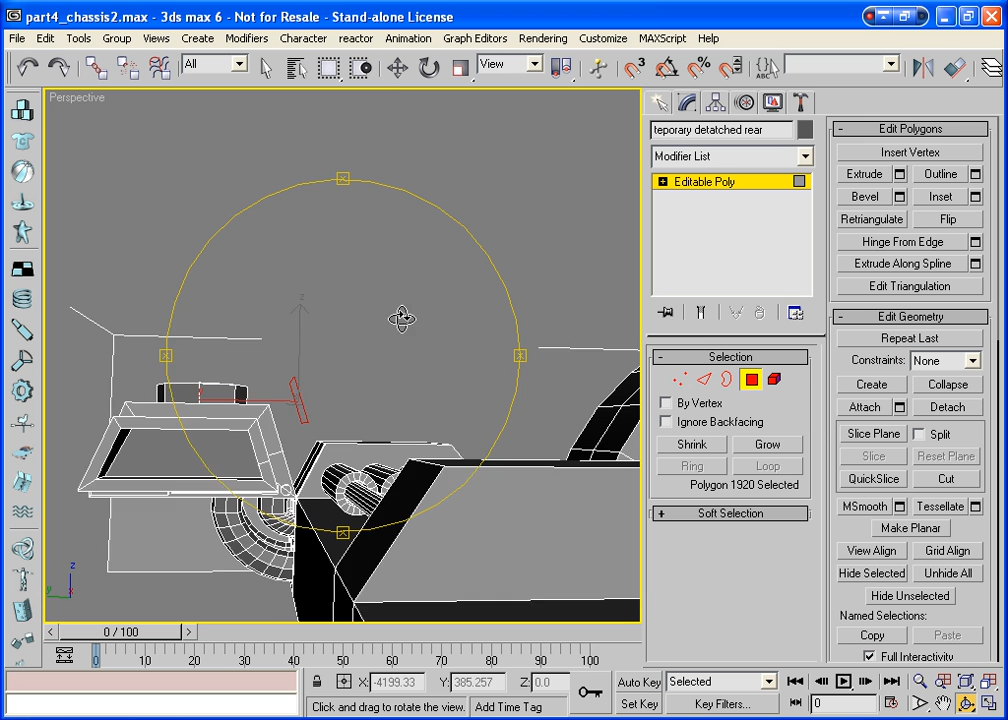 part4_chassis2.max - 3ds max 6 - Not for Resale - Stand-alone License
File Edit Tools Group Views Create Modifiers Character reactor Animation Graph Editors Rendering Customize MAXScript Help
All View 3 % ABC
Perspective
teporary detatched rear
Modifier List
Editable Poly
Selection
By Vertex
Ignore Backfacing
Shrink Grow
Ring Loop
Polygon 1920 Selected
Soft Selection
Edit Polygons
Insert Vertex
Extrude Outline
Bevel Inset
Retriangulate Flip
Hinge From Edge
Extrude Along Spline
Edit Triangulation
Edit Geometry
Repeat Last
Constraints: None
Create Collapse
Attach Detach
Slice Plane Split
Slice Reset Plane
QuickSlice Cut
MSmooth Tessellate
Make Planar
View Align Grid Align
Hide Selected Unhide All
Hide Unselected
Named Selections:
Copy Paste
Full Interactivity
z
z
y x
< 0 / 100 >
0 10 20 30 40 50 60 70 80 90 100
X: -4199.33 Y: 385.257 Z: 0.0
Auto Key Selected
Click and drag to rotate the view. Add Time Tag
Set Key Key Filters... 0